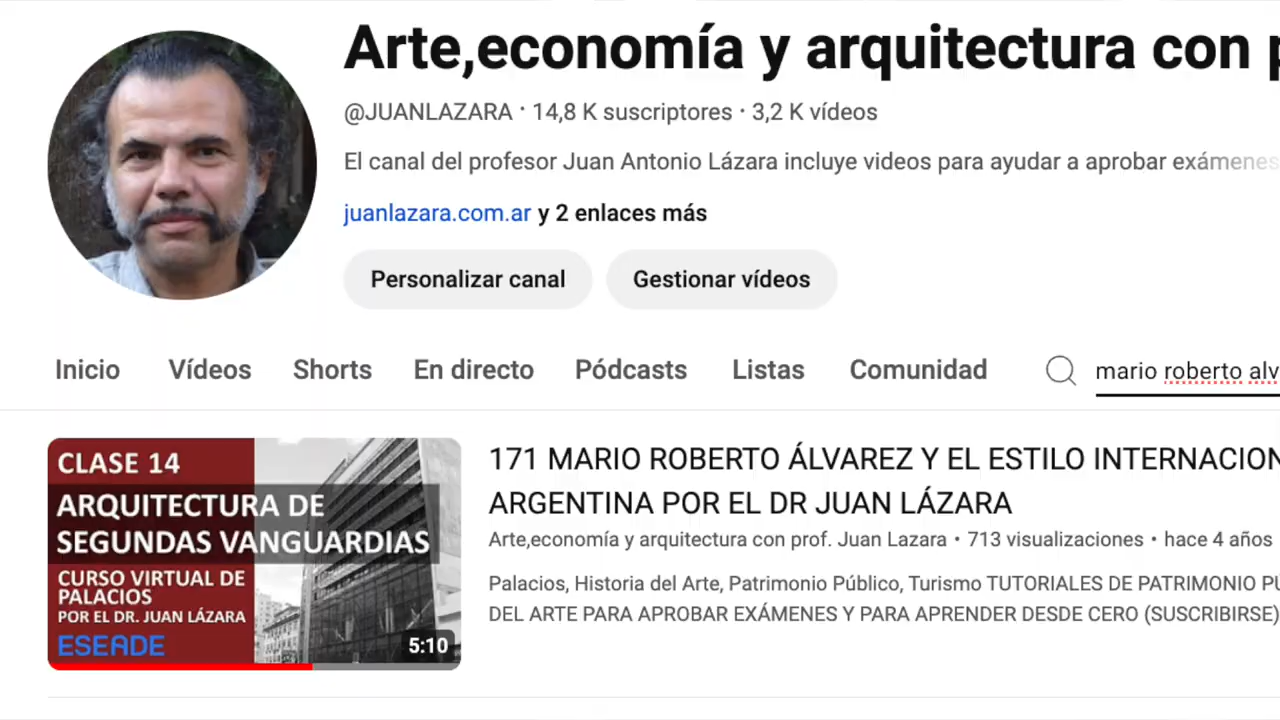 Arte,economía y arquitectura con
@JUANLAZARA · 14,8 K suscriptores · 3,2 K vídeos
El canal del profesor Juan Antonio Lázara incluye videos para ayudar a aprobar exámenes
juanlazara.com.ar y 2 enlaces más
Personalizar canal Gestionar vídeos
Inicio Vídeos Shorts En directo Pódcasts Listas Comunidad mario roberto alv
CLASE 14
ARQUITECTURA DE
SEGUNDAS VANGUARDIAS
CURSO VIRTUAL DE
PALACIOS
POR EL DR. JUAN LÁZARA
ESEADE
5:10
171 MARIO ROBERTO ÁLVAREZ Y EL ESTILO INTERNACION
ARGENTINA POR EL DR JUAN LÁZARA
Arte,economía y arquitectura con prof. Juan Lazara • 713 visualizaciones • hace 4 años
Palacios, Historia del Arte, Patrimonio Público, Turismo TUTORIALES DE PATRIMONIO PÚ
DEL ARTE PARA APROBAR EXÁMENES Y PARA APRENDER DESDE CERO (SUSCRIBIRSE)